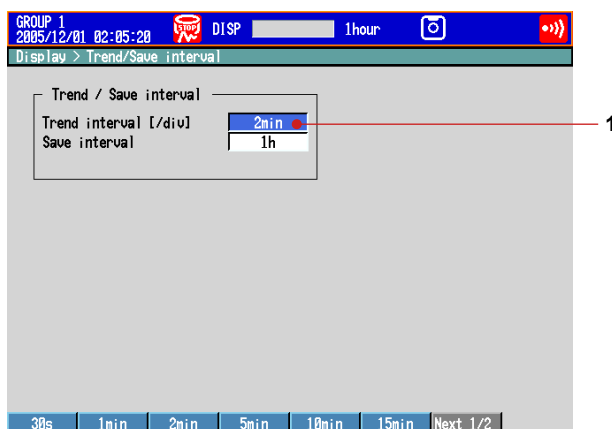 GROUP 1
2005/12/01 02:05:20 STOP DISP 1hour
Display > Trend/Save interval
Trend / Save interval
Trend interval [/div] 2min 1
Save interval 1h
30s 1min 2min 5min 10min 15min Next 1/2